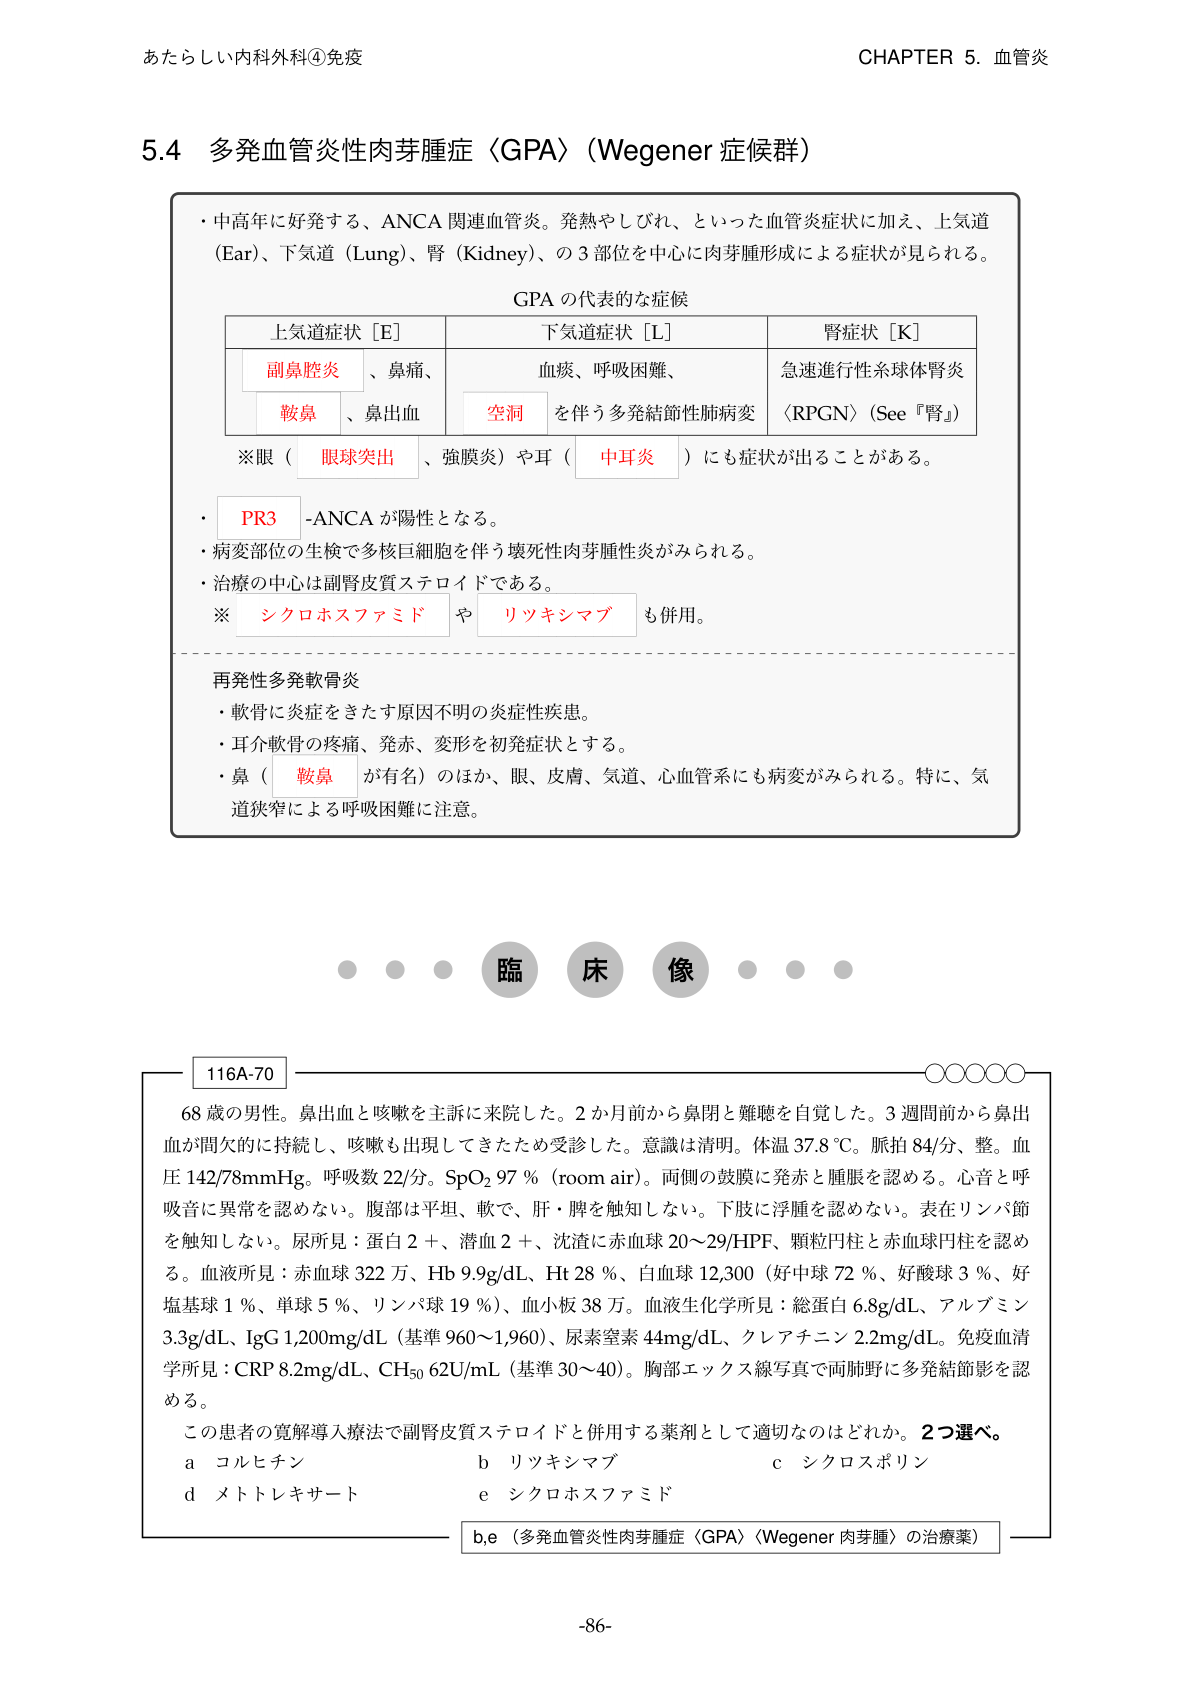 あたらしい内科外科④免疫
CHAPTER 5. 血管炎
5.4 多発血管炎性肉芽腫症〈GPA〉（Wegener 症候群）
・中高年に好発する、ANCA 関連血管炎。発熱やしびれ、といった血管炎症状に加え、上気道
（Ear）、下気道（Lung）、腎（Kidney）、の 3 部位を中心に肉芽腫形成による症状が見られる。
GPA の代表的な症候
上気道症状［E］ 下気道症状［L］ 腎症状［K］
副鼻腔炎 、鼻痛、 血痰、呼吸困難、 急速進行性糸球体腎炎
鞍鼻 、鼻出血 空洞 を伴う多発結節性肺病変 〈RPGN〉（See『腎』）
※眼（ 眼球突出 、強膜炎）や耳（ 中耳炎 ）にも症状が出ることがある。
・ PR3 -ANCA が陽性となる。
・病変部位の生検で多核巨細胞を伴う壊死性肉芽腫性炎がみられる。
・治療の中心は副腎皮質ステロイドである。
※ シクロホスファミド や リツキシマブ も併用。
再発性多発軟骨炎
・軟骨に炎症をきたす原因不明の炎症性疾患。
・耳介軟骨の疼痛、発赤、変形を初発症状とする。
・鼻（ 鞍鼻 が有名）のほか、眼、皮膚、気道、心血管系にも病変がみられる。特に、気
道狭窄による呼吸困難に注意。
臨床像
116A-70
○○○○○
68 歳の男性。鼻出血と咳嗽を主訴に来院した。2 か月前から鼻閉と難聴を自覚した。3 週間前から鼻出
血が間欠的に持続し、咳嗽も出現してきたため受診した。意識は清明。体温 37.8 ℃。脈拍 84/分、整。血
圧 142/78mmHg。呼吸数 22/分。SpO₂ 97 %（room air）。両側の鼓膜に発赤と腫脹を認める。心音と呼
吸音に異常を認めない。腹部は平坦、軟で、肝・脾を触知しない。下肢に浮腫を認めない。表在リンパ節
を触知しない。尿所見：蛋白 2 ＋、潜血 2 ＋、沈渣に赤血球 20〜29/HPF、顆粒円柱と赤血球円柱を認め
る。血液所見：赤血球 322 万、Hb 9.9g/dL、Ht 28 %、白血球 12,300（好中球 72 %、好酸球 3 %、好
塩基球 1 %、単球 5 %、リンパ球 19 %）、血小板 38 万。血液生化学所見：総蛋白 6.8g/dL、アルブミン
3.3g/dL、IgG 1,200mg/dL（基準 960〜1,960）、尿素窒素 44mg/dL、クレアチニン 2.2mg/dL。免疫血清
学所見：CRP 8.2mg/dL、CH₅₀ 62U/mL（基準 30〜40）。胸部エックス線写真で両肺野に多発結節影を認
める。
この患者の寛解導入療法で副腎皮質ステロイドと併用する薬剤として適切なのはどれか。2つ選べ。
a コルヒチン b リツキシマブ c シクロスポリン
d メトトレキサート e シクロホスファミド
b,e （多発血管炎性肉芽腫症〈GPA〉〈Wegener 肉芽腫〉の治療薬）
-86-